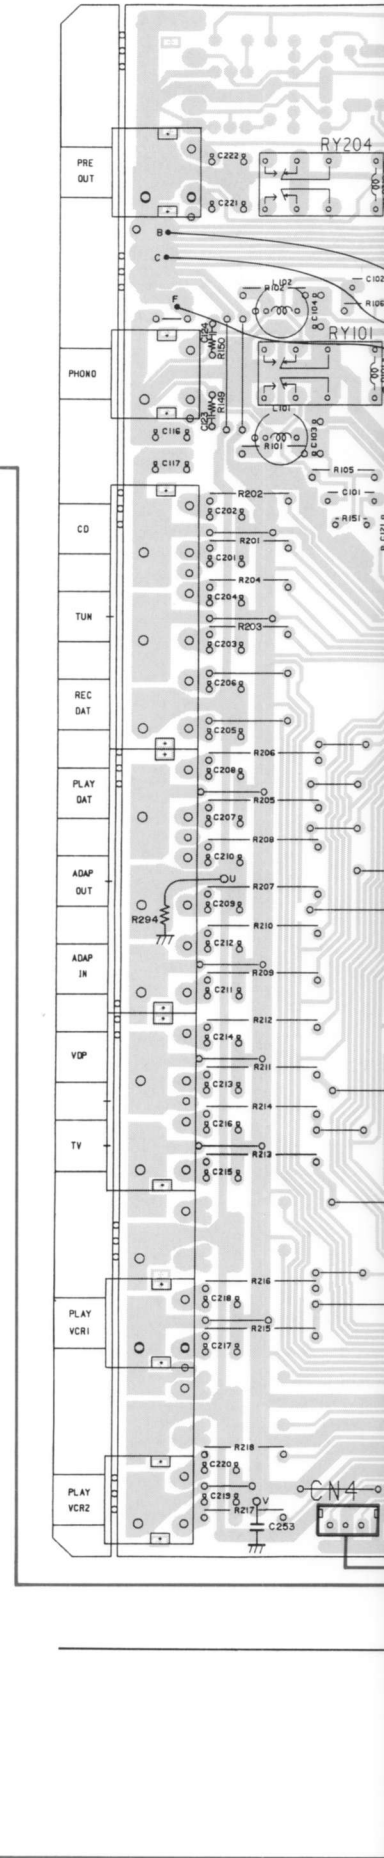 RY204
PRE
OUT
C222
C221
B
C
L102
R102
C104
C102
R106
F
C124
R150
RY101
PHONO
C123
R149
L101
R101
C103
C116
C117
R105
C101
R151
C121
R202
C202
CD
R201
C201
R204
C204
TUN
R203
C203
REC
DAT
C206
C205
R206
C208
PLAY
DAT
R205
C207
R208
C210
ADAP
OUT
U
R207
C209
R294
R210
C212
ADAP
IN
R209
C211
R212
C214
VDP
R211
C213
R214
C216
TV
R213
C215
R216
C218
PLAY
VCR1
R215
C217
R218
C220
PLAY
VCR2
C219
V
R217
C253
CN4